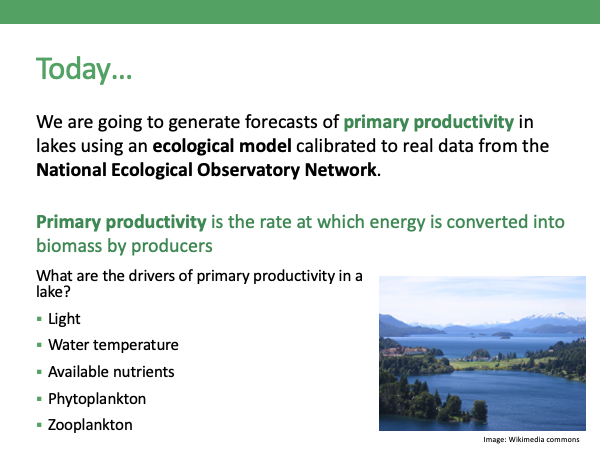 Today…
We are going to generate forecasts of primary productivity in
lakes using an ecological model calibrated to real data from the
National Ecological Observatory Network.
Primary productivity is the rate at which energy is converted into
biomass by producers
What are the drivers of primary productivity in a
lake?
▪ Light
▪ Water temperature
▪ Available nutrients
▪ Phytoplankton
▪ Zooplankton
Image: Wikimedia commons